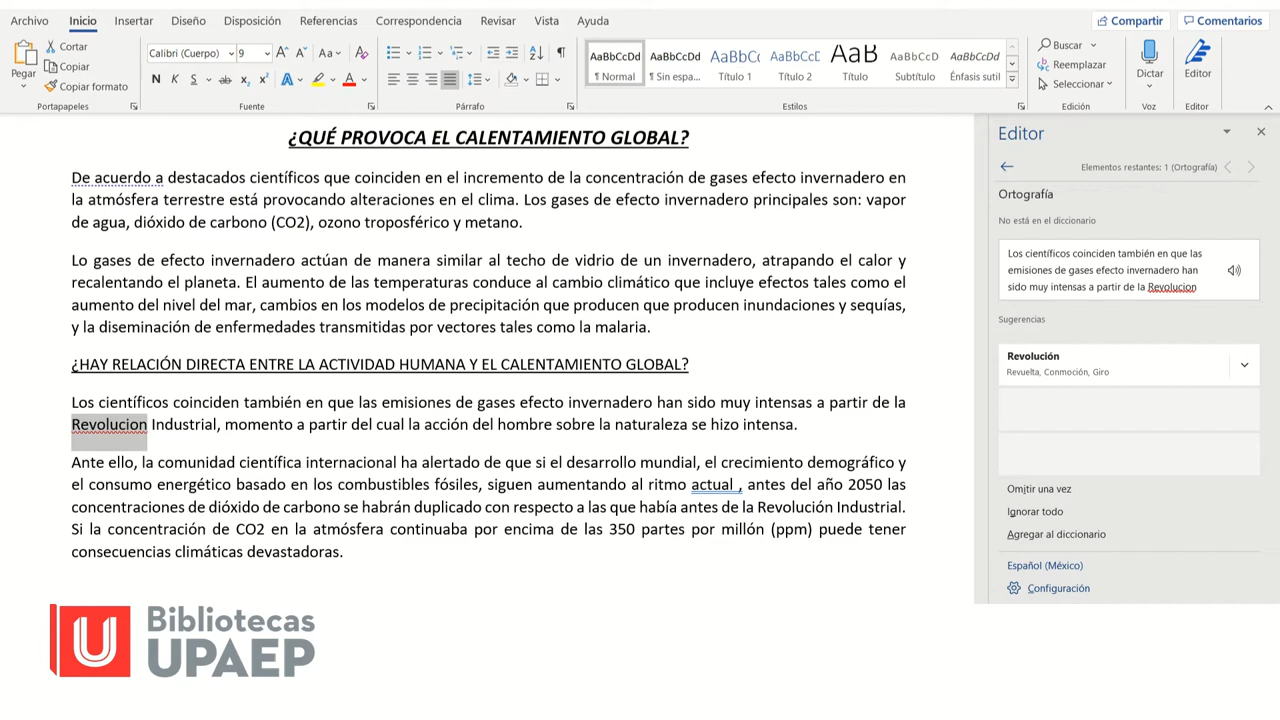 Archivo Inicio Insertar Diseño Disposición Referencias Correspondencia Revisar Vista Ayuda Compartir Comentarios
Pegar
Cortar
Copiar
Copiar formato
Portapapeles
Calibri (Cuerpo) 9
Aa
N K S ab x₂ x²
Fuente
Párrafo
AaBbCcDd AaBbCcDd AaBbCc AaBbCcD AaB AaBbCcD AaBbCcDd
¶ Normal ¶ Sin espa... Título 1 Título 2 Título Subtítulo Énfasis sutil
Estilos
Buscar
Reemplazar
Seleccionar
Edición
Dictar
Voz
Editor
Editor
¿QUÉ PROVOCA EL CALENTAMIENTO GLOBAL?
De acuerdo a destacados científicos que coinciden en el incremento de la concentración de gases efecto invernadero en
la atmósfera terrestre está provocando alteraciones en el clima. Los gases de efecto invernadero principales son: vapor
de agua, dióxido de carbono (CO2), ozono troposférico y metano.
Lo gases de efecto invernadero actúan de manera similar al techo de vidrio de un invernadero, atrapando el calor y
recalentando el planeta. El aumento de las temperaturas conduce al cambio climático que incluye efectos tales como el
aumento del nivel del mar, cambios en los modelos de precipitación que producen que producen inundaciones y sequías,
y la diseminación de enfermedades transmitidas por vectores tales como la malaria.
¿HAY RELACIÓN DIRECTA ENTRE LA ACTIVIDAD HUMANA Y EL CALENTAMIENTO GLOBAL?
Los científicos coinciden también en que las emisiones de gases efecto invernadero han sido muy intensas a partir de la
Revolucion Industrial, momento a partir del cual la acción del hombre sobre la naturaleza se hizo intensa.
Ante ello, la comunidad científica internacional ha alertado de que si el desarrollo mundial, el crecimiento demográfico y
el consumo energético basado en los combustibles fósiles, siguen aumentando al ritmo actual , antes del año 2050 las
concentraciones de dióxido de carbono se habrán duplicado con respecto a las que había antes de la Revolución Industrial.
Si la concentración de CO2 en la atmósfera continuaba por encima de las 350 partes por millón (ppm) puede tener
consecuencias climáticas devastadoras.
Editor
Elementos restantes: 1 (Ortografía)
Ortografía
No está en el diccionario
Los científicos coinciden también en que las
emisiones de gases efecto invernadero han
sido muy intensas a partir de la Revolucion
Sugerencias
Revolución
Revuelta, Conmoción, Giro
Omitir una vez
Ignorar todo
Agregar al diccionario
Español (México)
Configuración
Bibliotecas
UPAEP